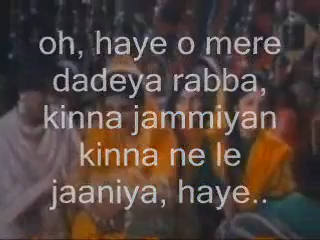 oh, haye o mere
dadeya rabba,
kinna jammiyan
kinna ne le
jaaniya, haye..